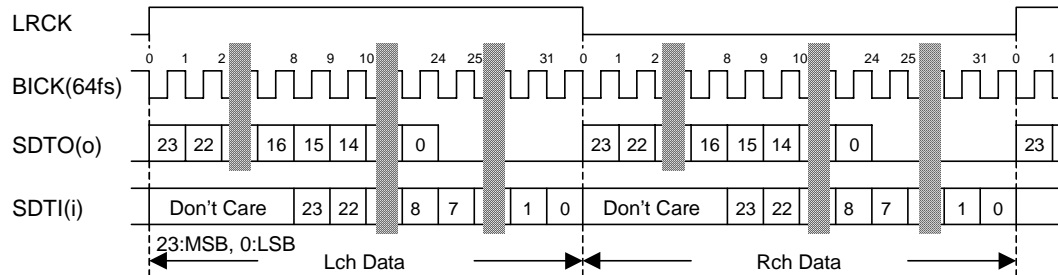 LRCK
0 1 2 8 9 10 24 25 31 0 1 2 8 9 10 24 25 31 0 1
BICK(64fs)
SDTO(o) 23 22 16 15 14 0 23 22 16 15 14 0 23
SDTI(i) Don't Care 23 22 8 7 1 0 Don't Care 23 22 8 7 1 0
23:MSB, 0:LSB
Lch Data Rch Data